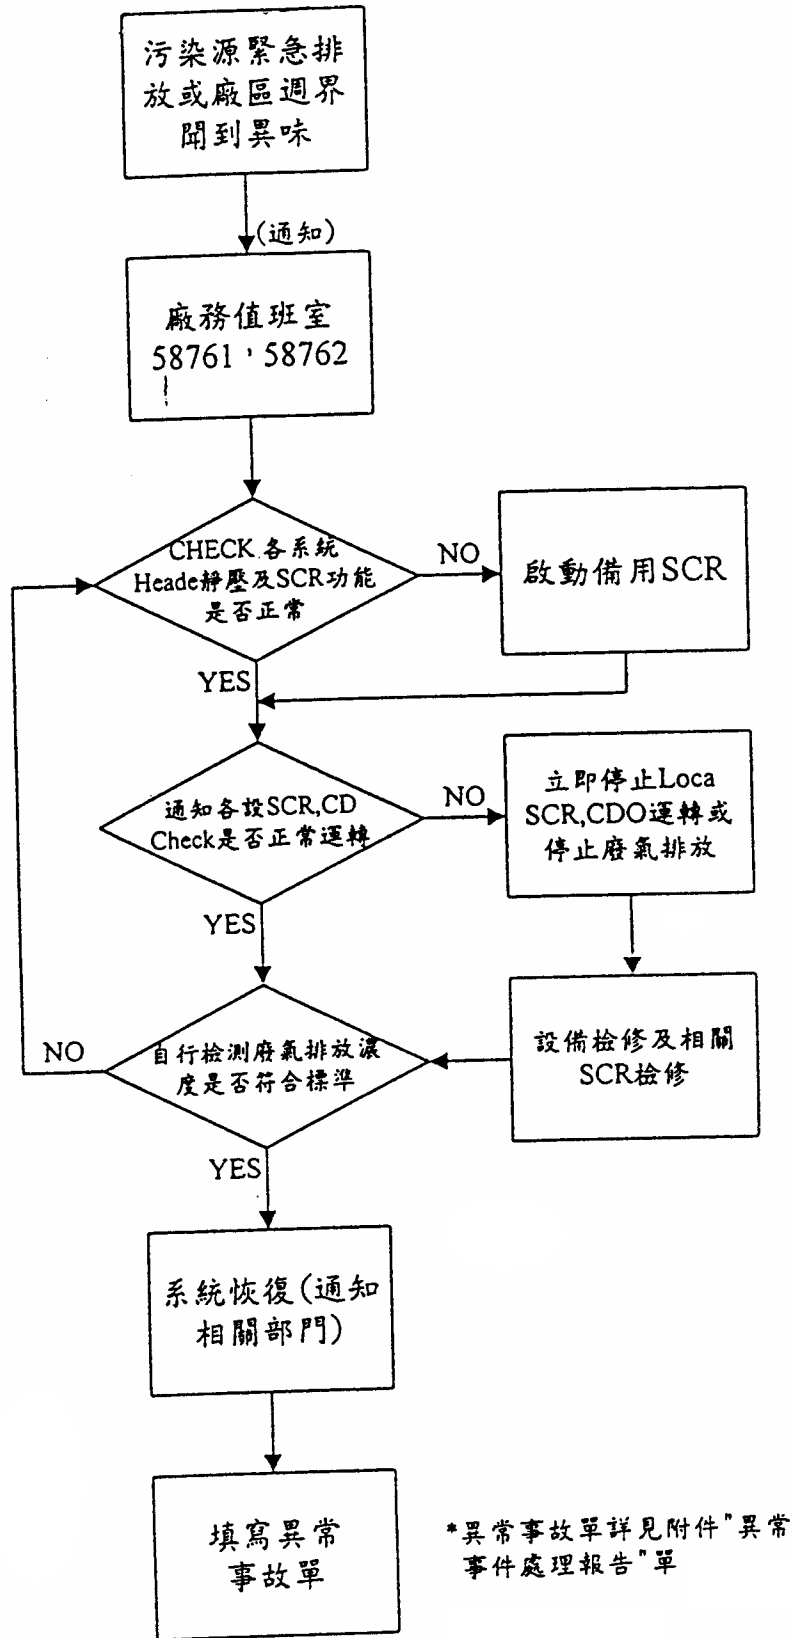 污染源緊急排
放或廠區週界
聞到異味
(通知)
廠務值班室
58761，58762
CHECK 各系統
Heade靜壓及SCR功能
是否正常
NO
啟動備用SCR
YES
通知各設SCR,CD
Check是否正常運轉
NO
立即停止Loca
SCR,CDO運轉或
停止廢氣排放
YES
設備檢修及相關
SCR檢修
自行檢測廢氣排放濃
度是否符合標準
NO
YES
系統恢復(通知
相關部門)
填寫異常
事故單
*異常事故單詳見附件"異常
事件處理報告"單